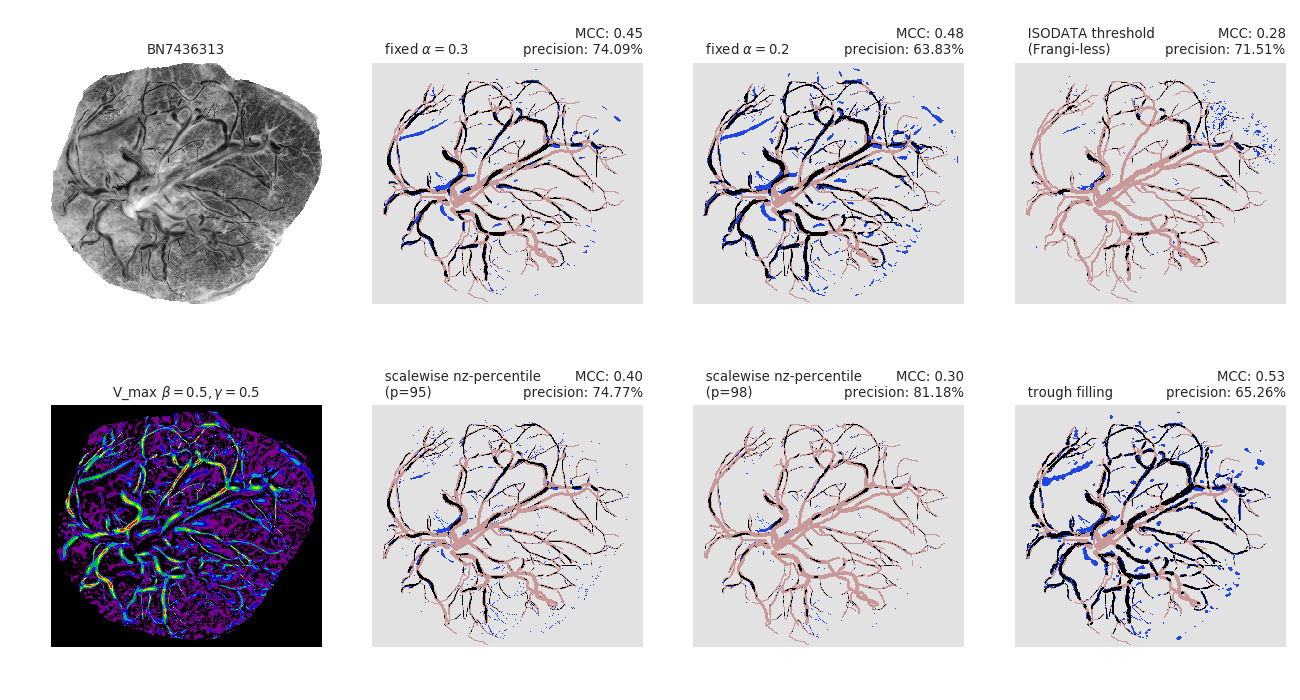 BN7436313
fixed α = 0.3
MCC: 0.45
precision: 74.09%
fixed α = 0.2
MCC: 0.48
precision: 63.83%
ISODATA threshold
(Frangi-less)
MCC: 0.28
precision: 71.51%
V_max β = 0.5, γ = 0.5
scalewise nz-percentile
(p=95)
MCC: 0.40
precision: 74.77%
scalewise nz-percentile
(p=98)
MCC: 0.30
precision: 81.18%
trough filling
MCC: 0.53
precision: 65.26%